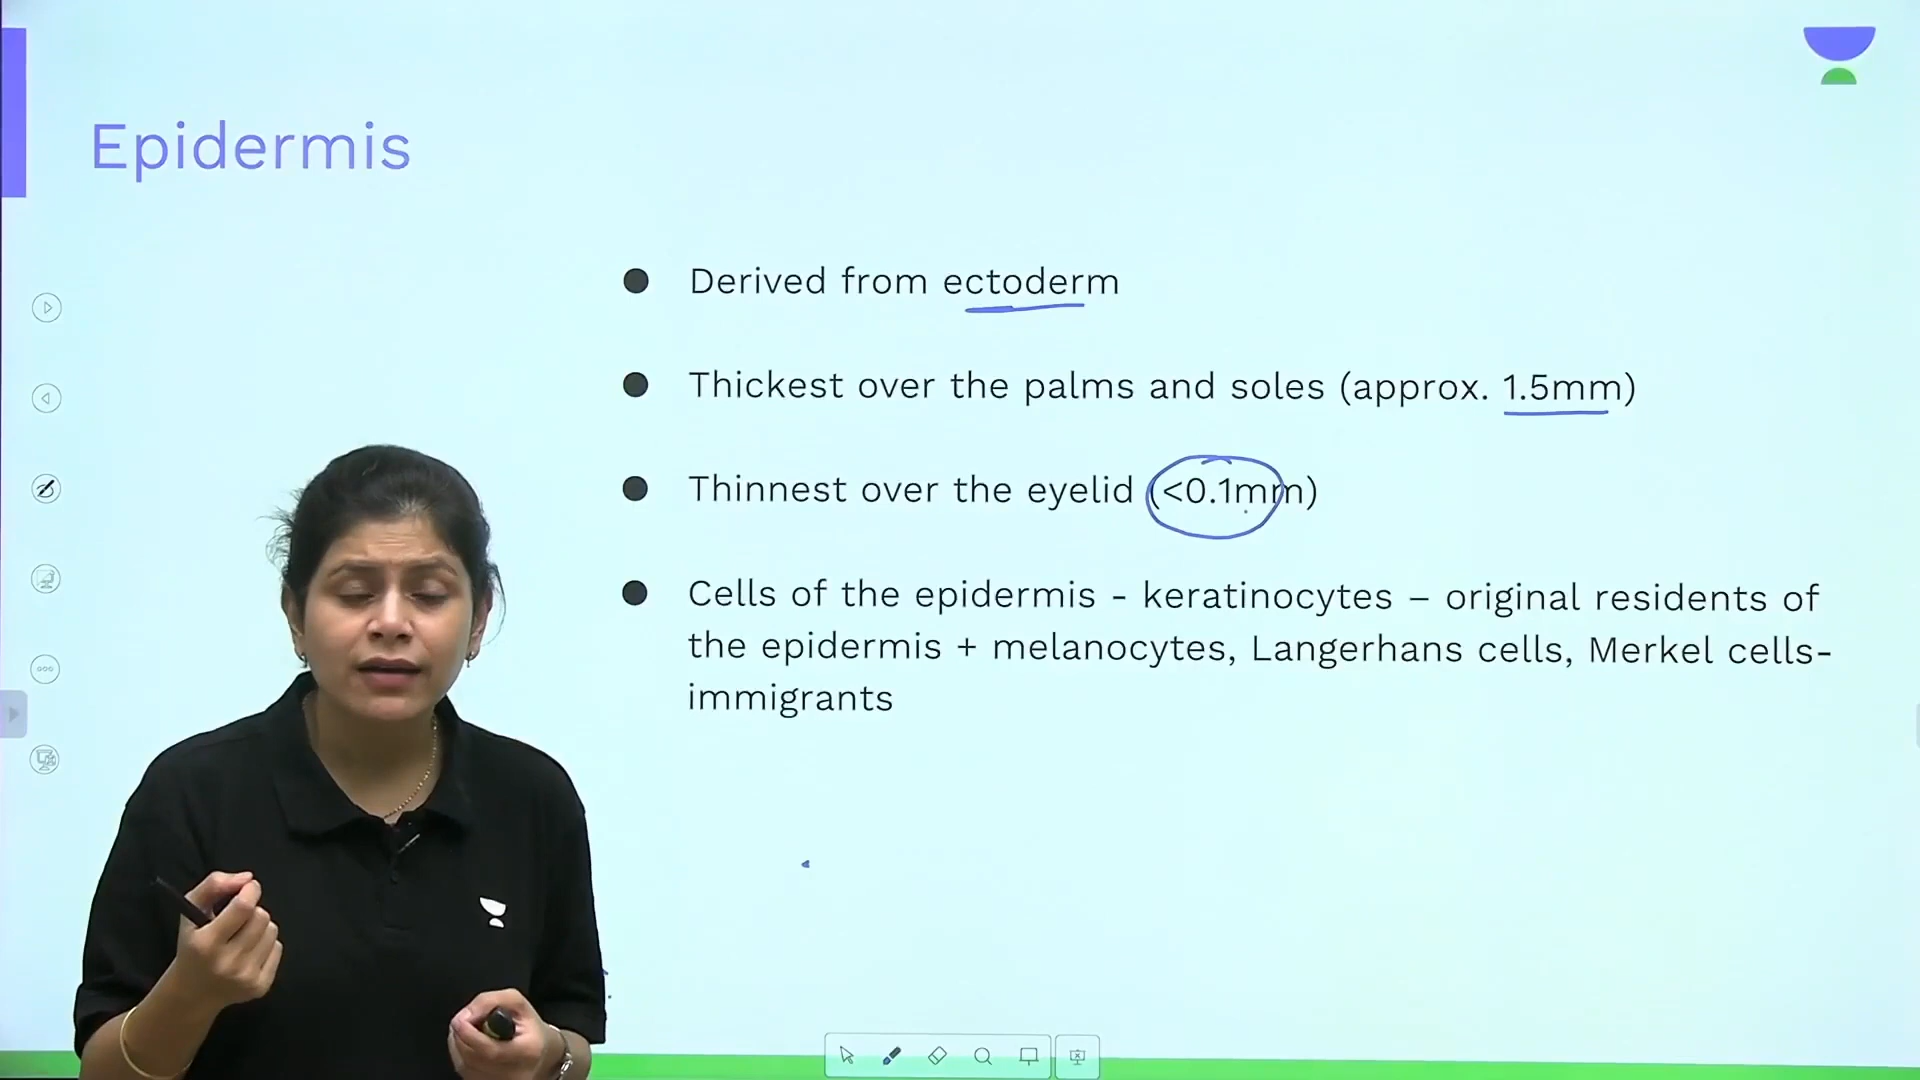 Epidermis
● Derived from ectoderm
● Thickest over the palms and soles (approx. 1.5mm)
● Thinnest over the eyelid (<0.1mm)
● Cells of the epidermis - keratinocytes – original residents of
the epidermis + melanocytes, Langerhans cells, Merkel cells-
immigrants